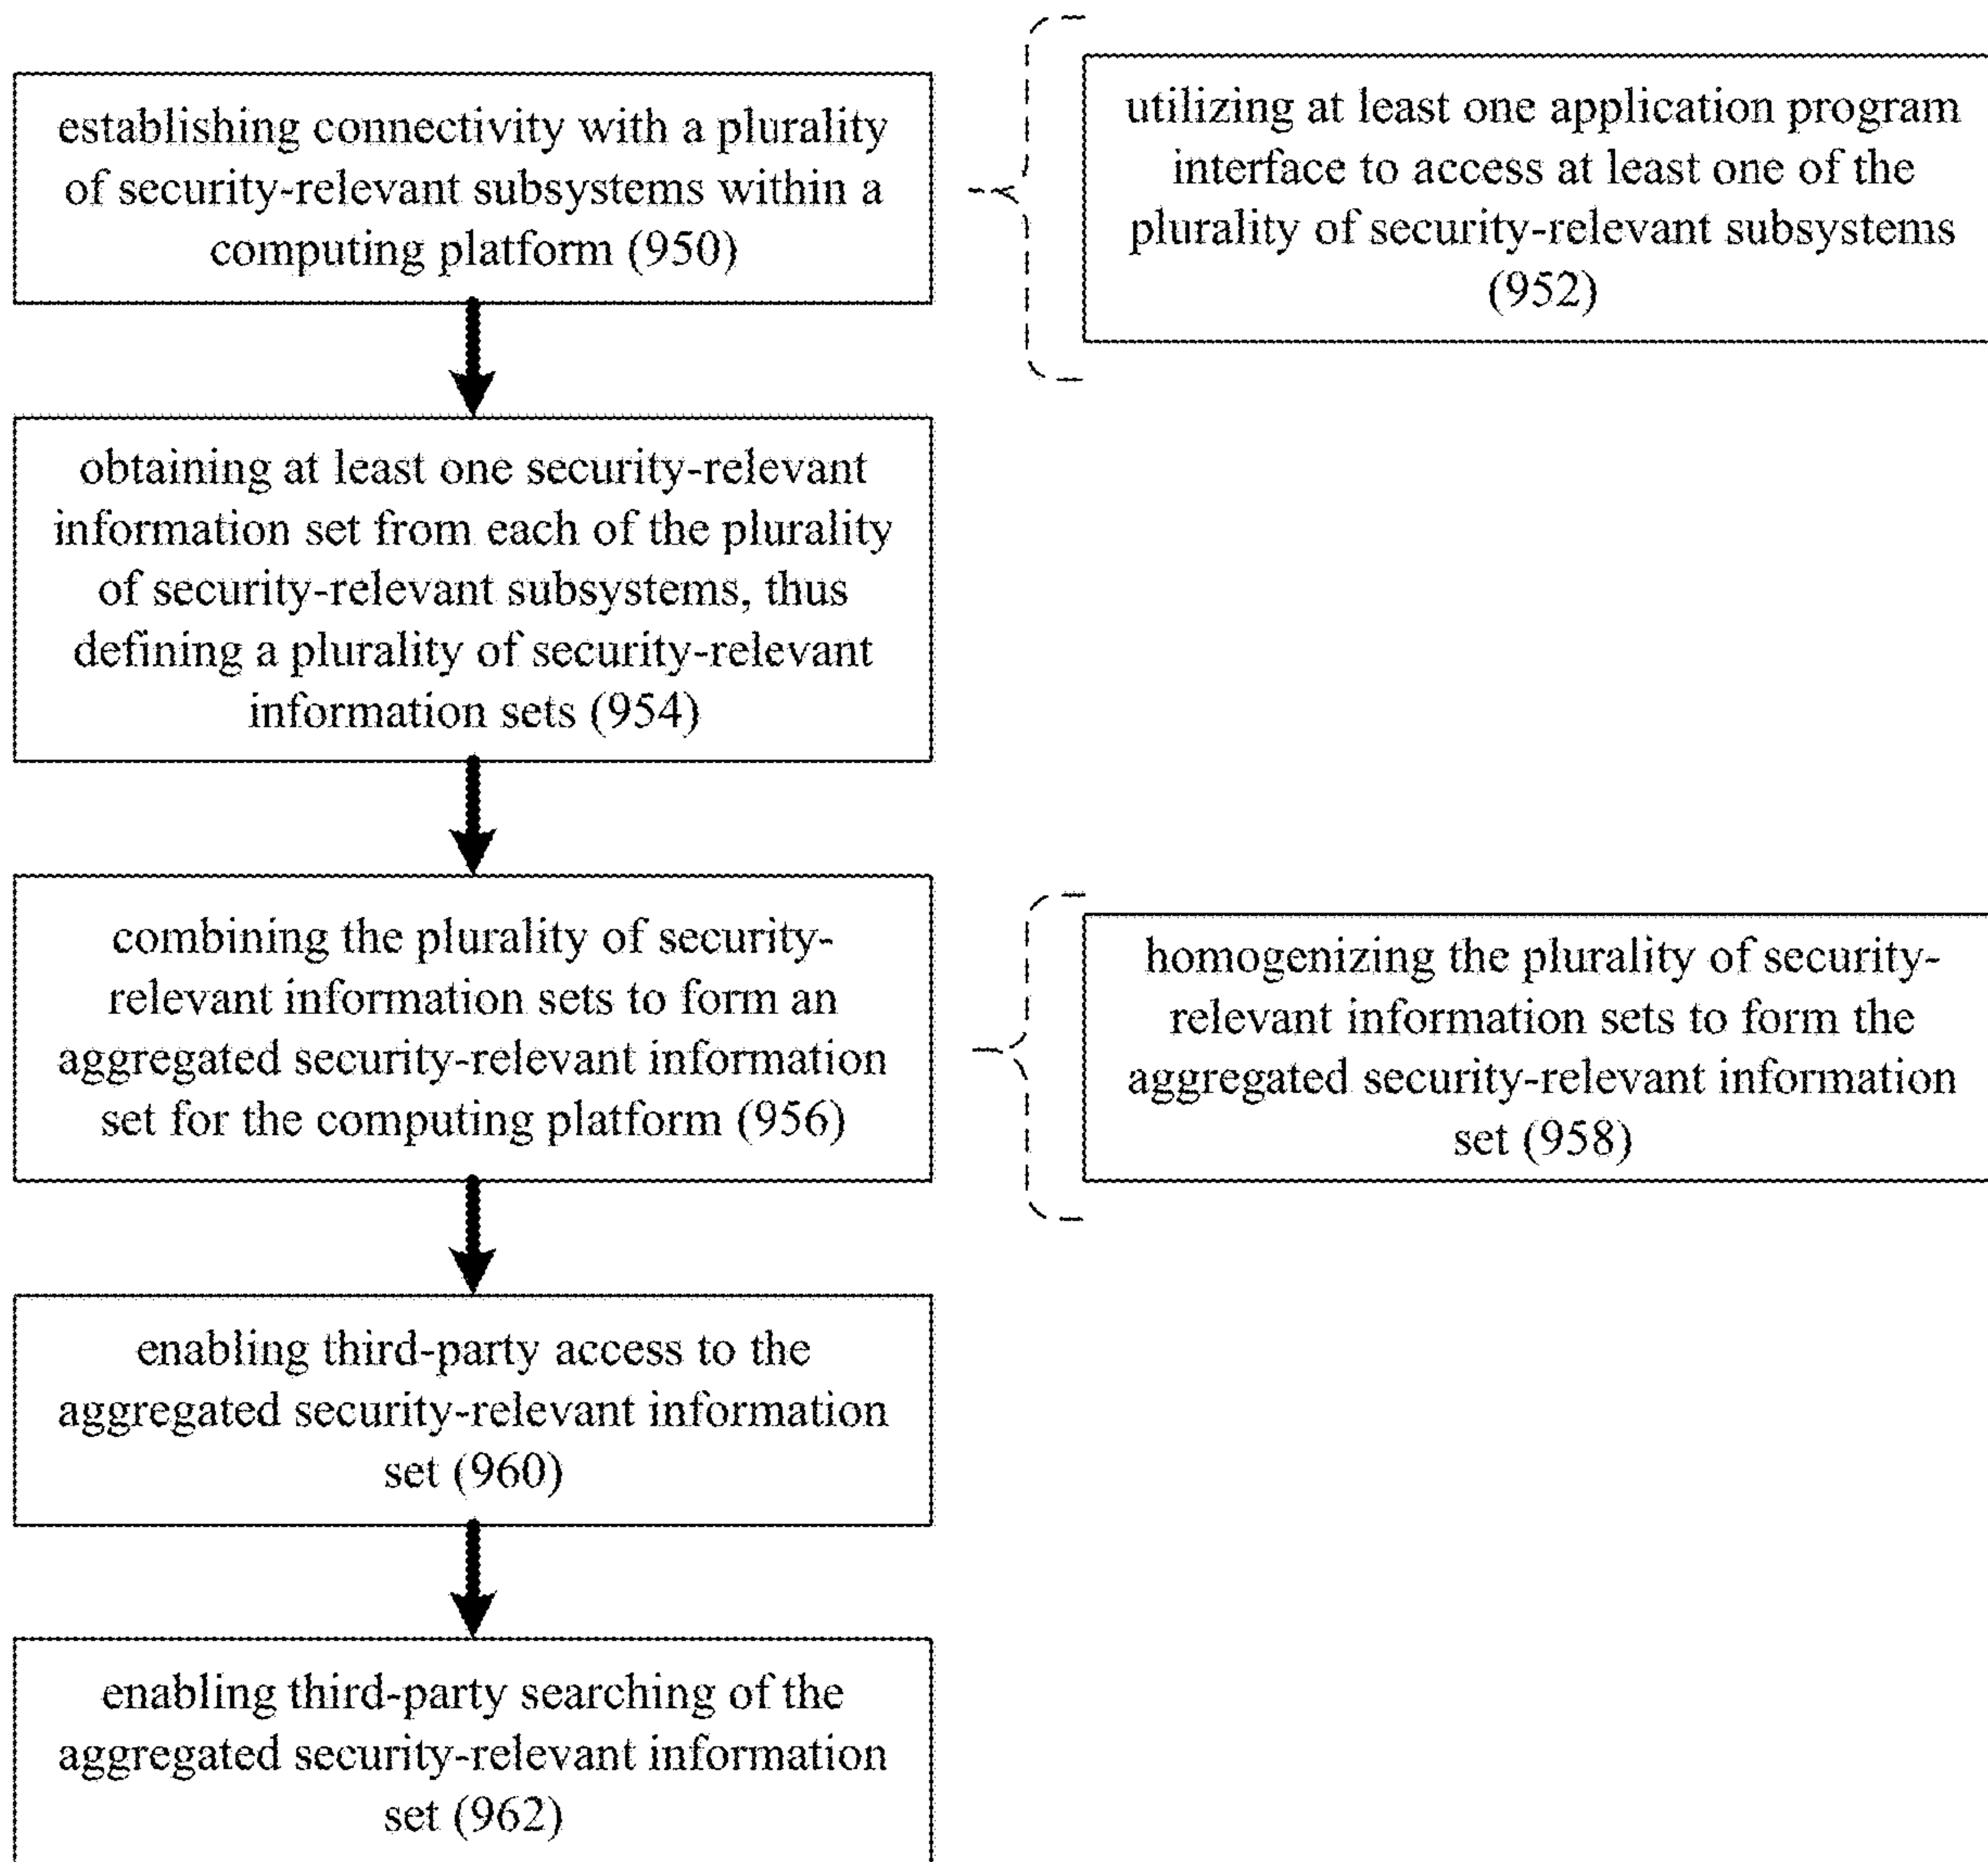 establishing connectivity with a plurality
of security-relevant subsystems within a
computing platform (950)
utilizing at least one application program
interface to access at least one of the
plurality of security-relevant subsystems
(952)
obtaining at least one security-relevant
information set from each of the plurality
of security-relevant subsystems, thus
defining a plurality of security-relevant
information sets (954)
combining the plurality of security-
relevant information sets to form an
aggregated security-relevant information
set for the computing platform (956)
homogenizing the plurality of security-
relevant information sets to form the
aggregated security-relevant information
set (958)
enabling third-party access to the
aggregated security-relevant information
set (960)
enabling third-party searching of the
aggregated security-relevant information
set (962)